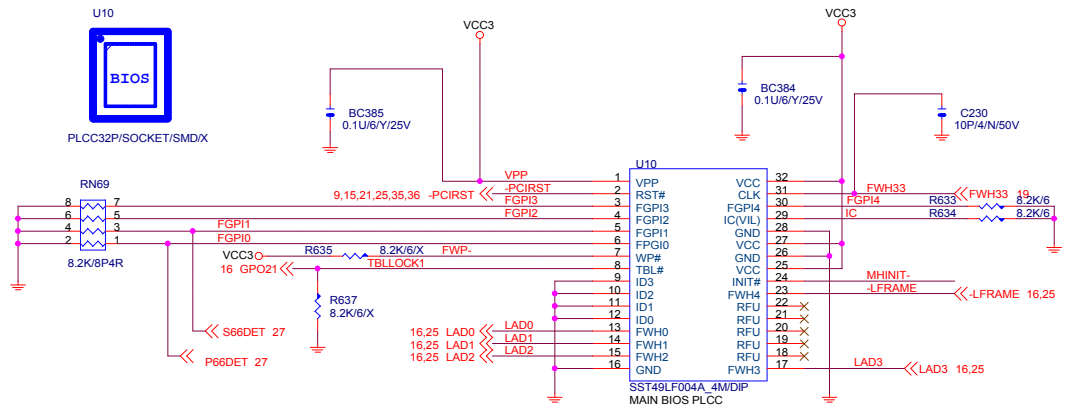 U10
BIOS
PLCC32P/SOCKET/SMD/X
VCC3
BC385
0.1U/6/Y/25V
VCC3
BC384
0.1U/6/Y/25V
C230
10P/4/N/50V
RN69
8 7
6 5
4 3
2 1
8.2K/8P4R
VPP
9,15,21,25,35,36 -PCIRST
-PCIRST
FGPI3
FGPI2
FGPI1
FGPI0
VCC3
R635
8.2K/6/X
FWP-
16 GPO21
TBLLOCK1
R637
8.2K/6/X
S66DET 27
P66DET 27
16,25 LAD0
LAD0
16,25 LAD1
LAD1
16,25 LAD2
LAD2
U10
1 VPP VCC 32
2 RST# CLK 31
3 FGPI3 FGPI4 30
4 FGPI2 IC(VIL) 29
5 FGPI1 GND 28
6 FPGI0 VCC 27
7 WP# GND 26
8 TBL# VCC 25
9 ID3 INIT# 24
10 ID2 FWH4 23
11 ID1 RFU 22
12 ID0 RFU 21
13 FWH0 RFU 20
14 FWH1 RFU 19
15 FWH2 RFU 18
16 GND FWH3 17
SST49LF004A_4M/DIP
MAIN BIOS PLCC
FWH33
FWH33 19
FGPI4
R633
8.2K/6
IC
R634
8.2K/6
MHINIT-
-LFRAME
-LFRAME 16,25
LAD3
LAD3 16,25